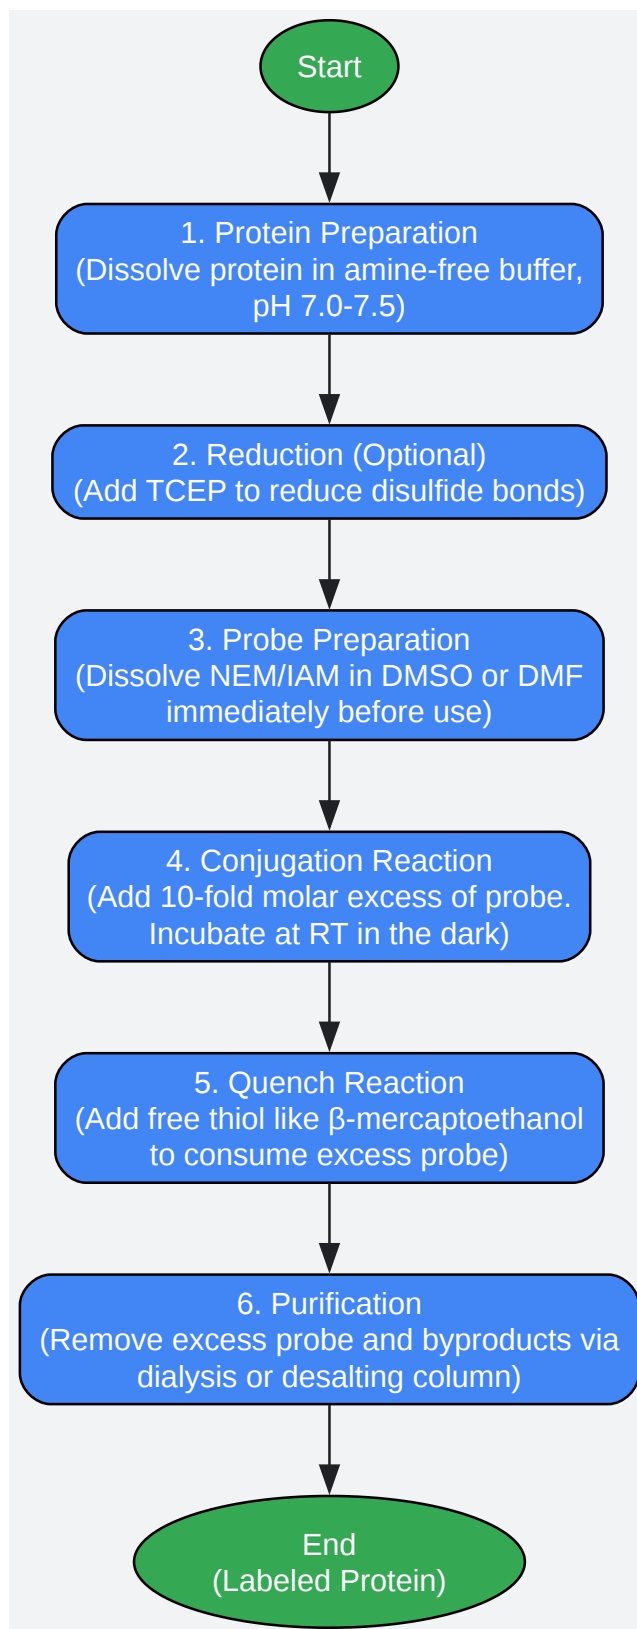 Start
1. Protein Preparation
(Dissolve protein in amine-free buffer,
pH 7.0-7.5)
2. Reduction (Optional)
(Add TCEP to reduce disulfide bonds)
3. Probe Preparation
(Dissolve NEM/IAM in DMSO or DMF
immediately before use)
4. Conjugation Reaction
(Add 10-fold molar excess of probe.
Incubate at RT in the dark)
5. Quench Reaction
(Add free thiol like β-mercaptoethanol
to consume excess probe)
6. Purification
(Remove excess probe and byproducts via
dialysis or desalting column)
End
(Labeled Protein)